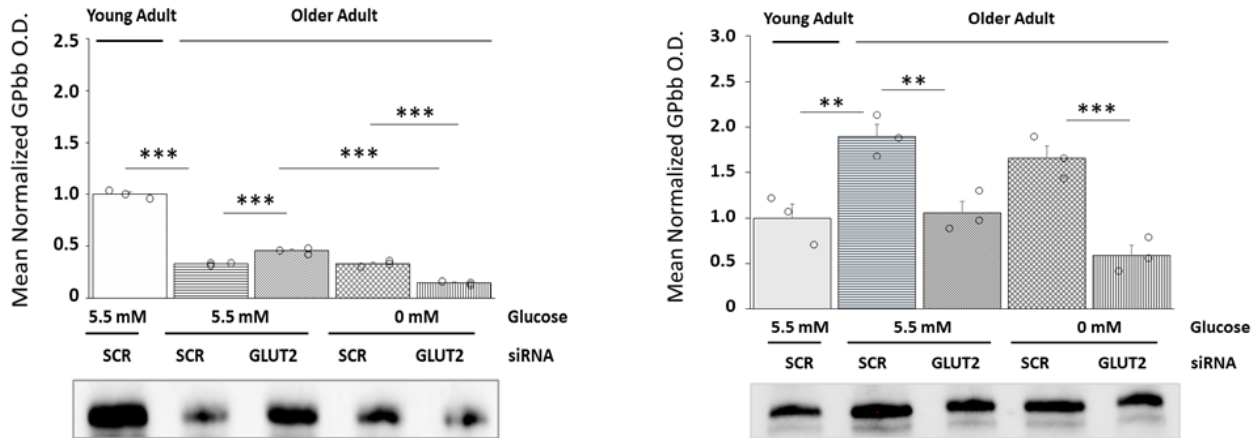 Young Adult Older Adult
Mean Normalized GPbb O.D.
2.5
2.0
1.5
1.0
0.5
0
***
***
***
***
5.5 mM 5.5 mM 0 mM Glucose
SCR SCR GLUT2 SCR GLUT2 siRNA
Young Adult Older Adult
Mean Normalized GPbb O.D.
3.0
2.5
2.0
1.5
1.0
0.5
0
**
**
***
5.5 mM 5.5 mM 0 mM Glucose
SCR SCR GLUT2 SCR GLUT2 siRNA